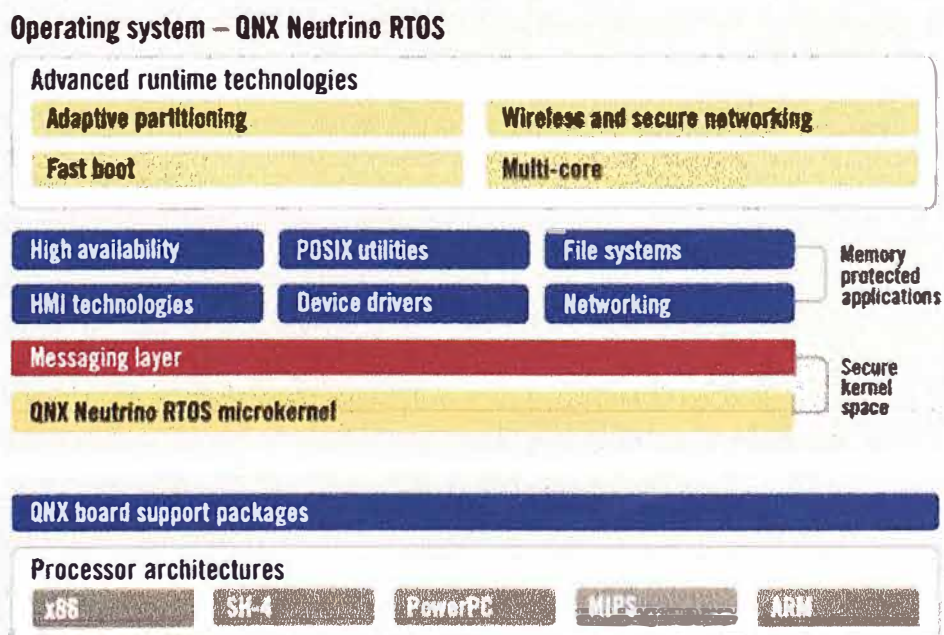 Operating system – QNX Neutrino RTOS
Advanced runtime technologies
Adaptive partitioning
Wireless and secure networking
Fast boot
Multi-core
High availability
POSIX utilities
File systems
Memory
protected
applications
HMI technologies
Device drivers
Networking
Messaging layer
Secure
kernel
space
QNX Neutrino RTOS microkernel
QNX board support packages
Processor architectures
x86
SH-4
PowerPC
MIPS
ARM